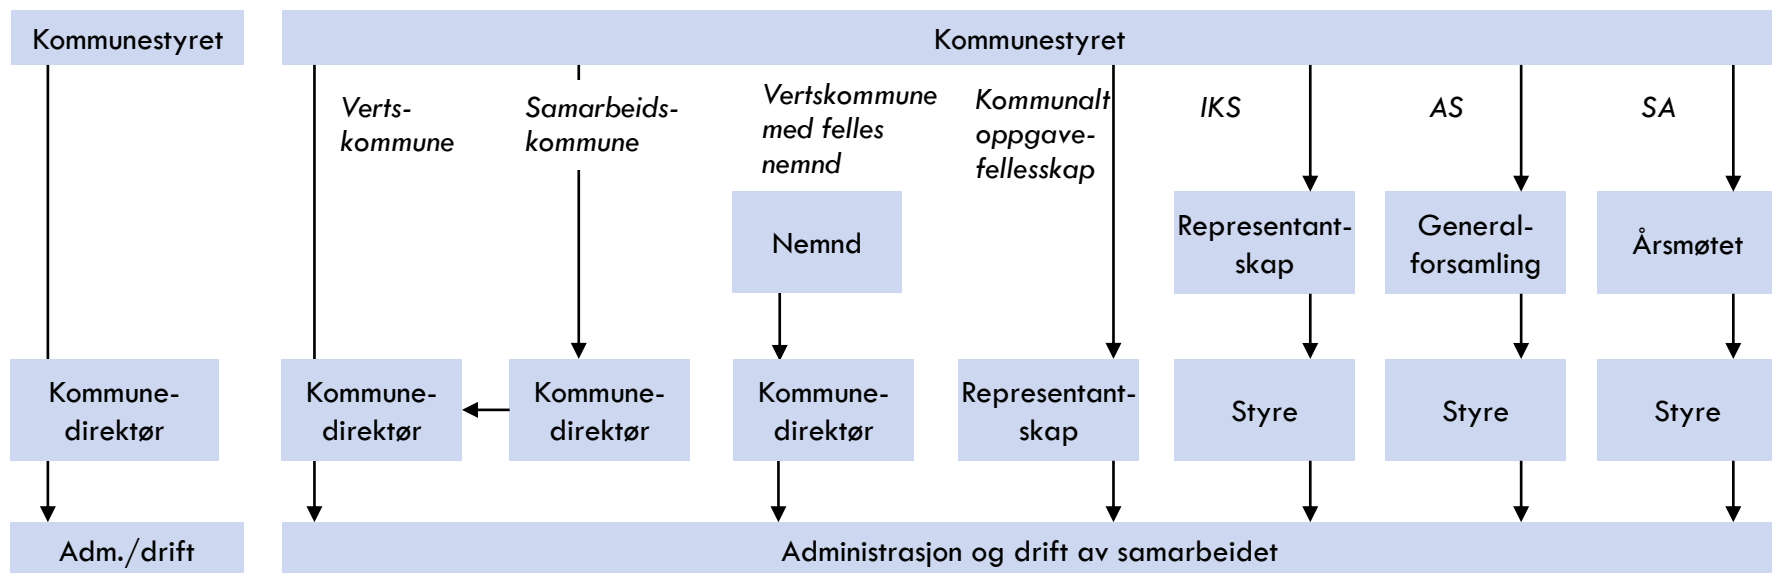 Kommunestyret
Kommunestyret
Verts-
kommune
Samarbeids-
kommune
Vertskommune
med felles
nemnd
Kommunalt
oppgave-
fellesskap
IKS
AS
SA
Nemnd
Representant-
skap
General-
forsamling
Årsmøtet
Kommune-
direktør
Kommune-
direktør
Kommune-
direktør
Kommune-
direktør
Representant-
skap
Styre
Styre
Styre
Adm./drift
Administrasjon og drift av samarbeidet